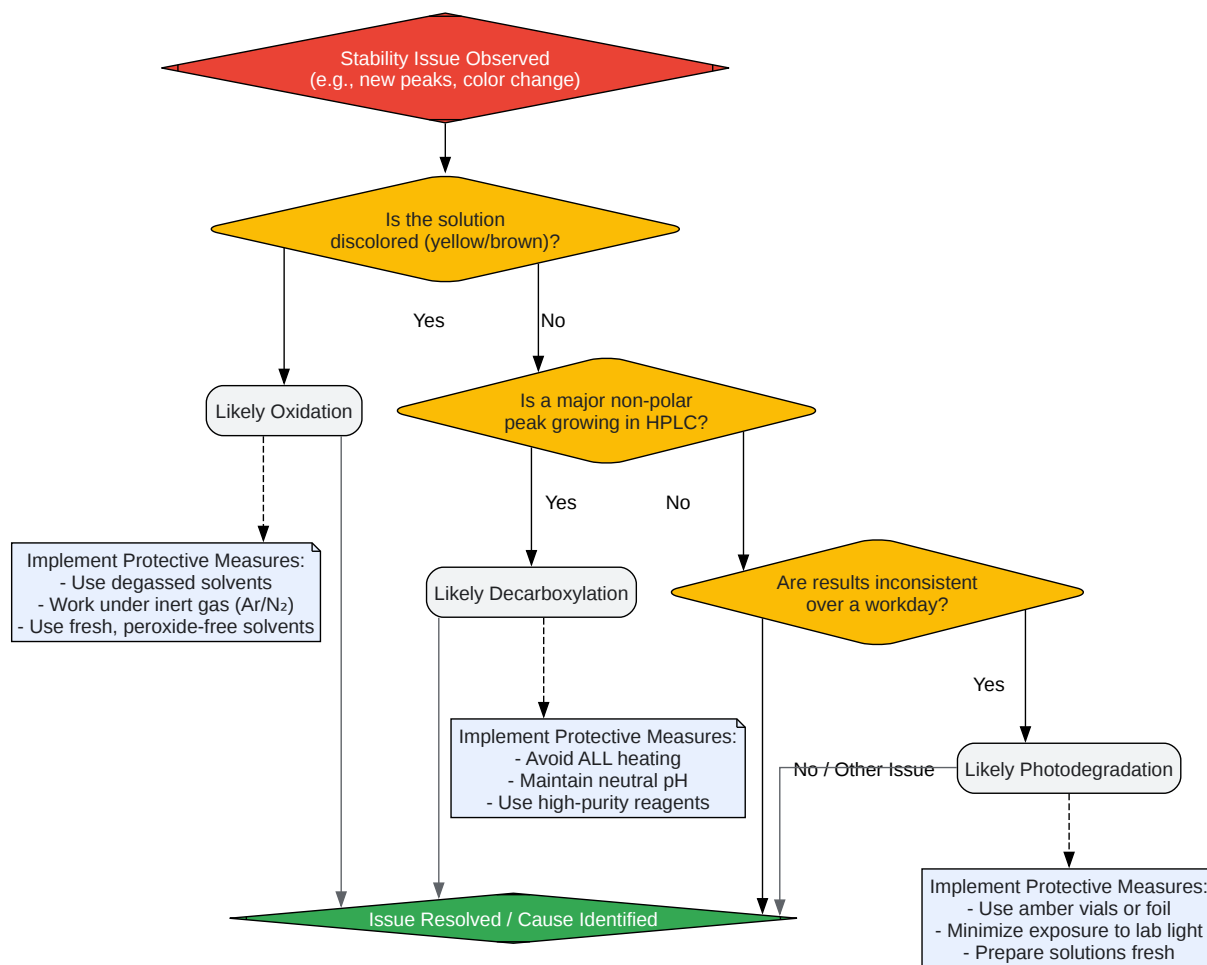 Stability Issue Observed
(e.g., new peaks, color change)
Is the solution
discolored (yellow/brown)?
Yes
No
Likely Oxidation
Is a major non-polar
peak growing in HPLC?
Yes
No
Implement Protective Measures:
- Use degassed solvents
- Work under inert gas (Ar/N₂)
- Use fresh, peroxide-free solvents
Likely Decarboxylation
Are results inconsistent
over a workday?
Yes
Implement Protective Measures:
- Avoid ALL heating
- Maintain neutral pH
- Use high-purity reagents
No / Other Issue
Likely Photodegradation
Issue Resolved / Cause Identified
Implement Protective Measures:
- Use amber vials or foil
- Minimize exposure to lab light
- Prepare solutions fresh